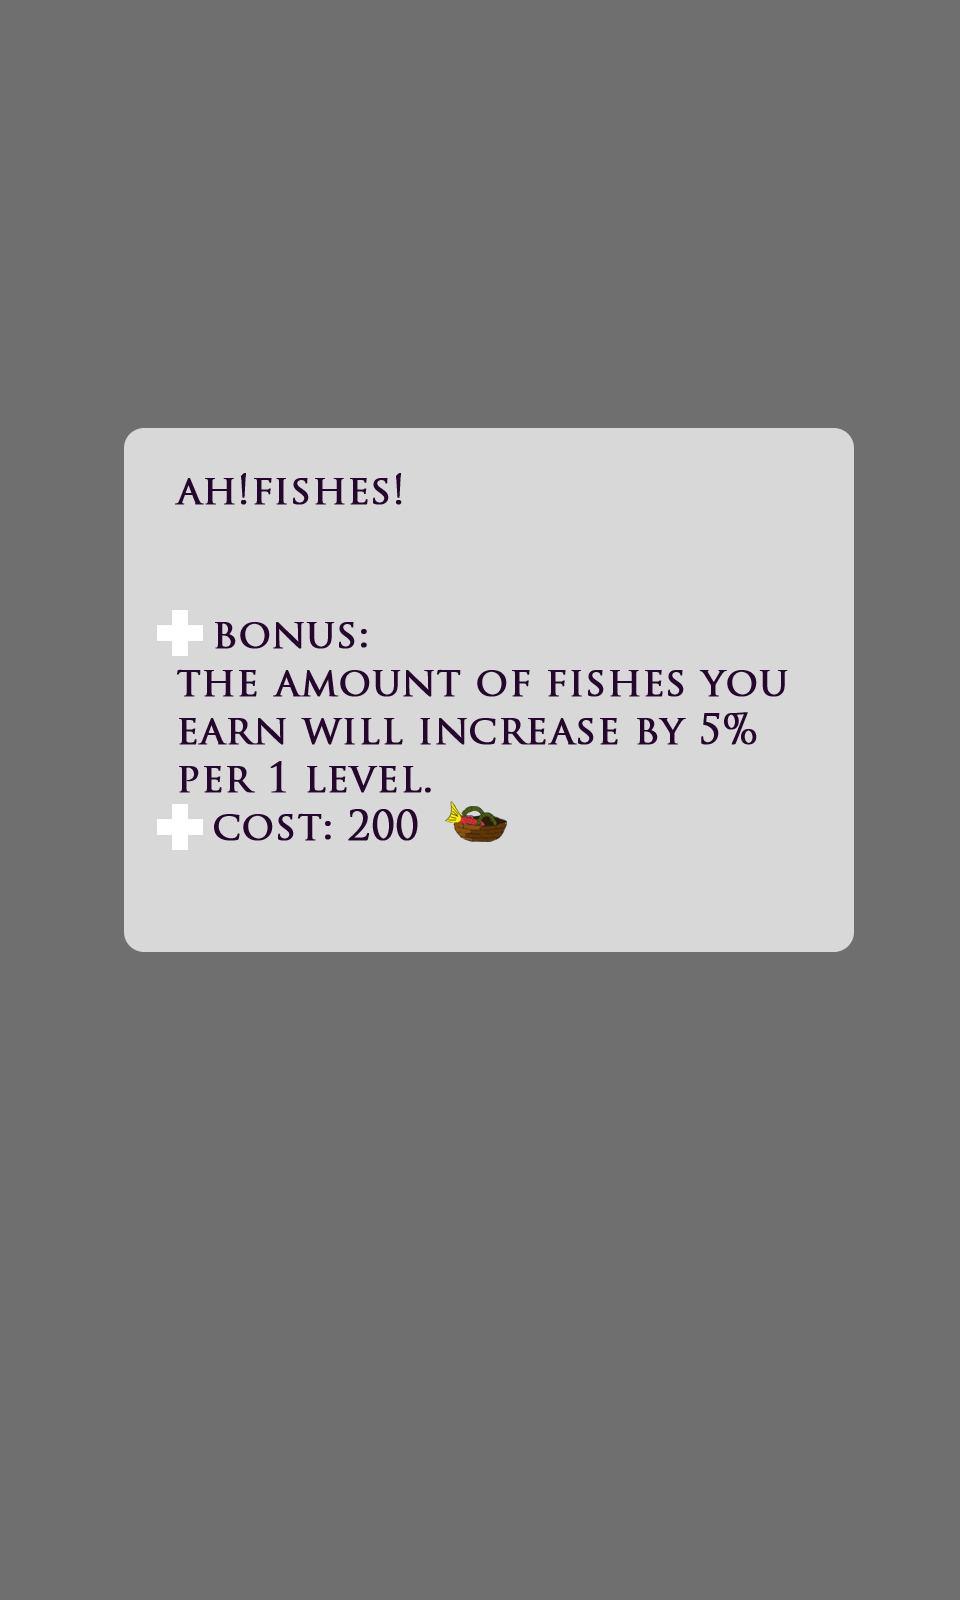 AH!FISHES!
BONUS:
THE AMOUNT OF FISHES YOU
EARN WILL INCREASE BY 5%
PER 1 LEVEL.
COST: 200